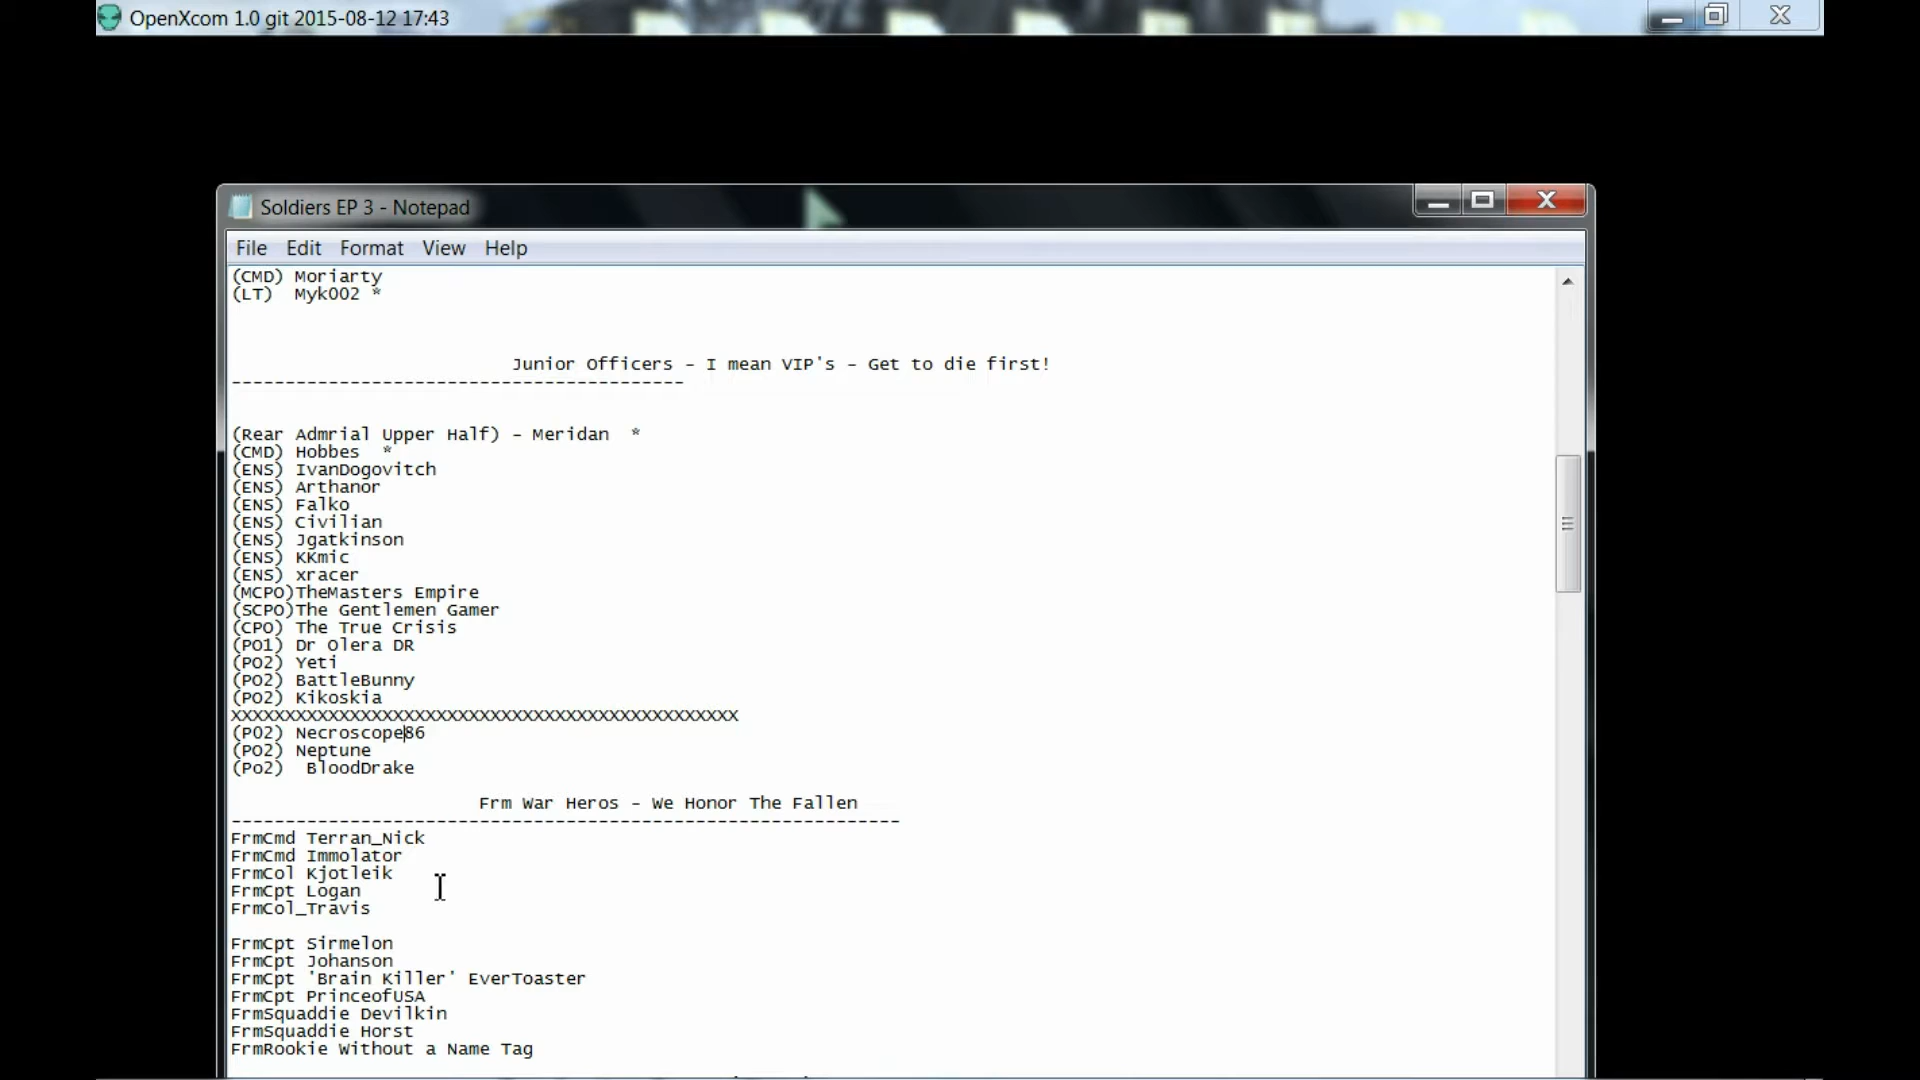 OpenXcom 1.0 git 2015-08-12 17:43
Soldiers EP 3 - Notepad
File Edit Format View Help
(CMD) Moriarty
(LT)  Myk002 *
Junior Officers - I mean VIP's - Get to die first!
------------------------------------------
(Rear Admrial Upper Half) - Meridan  *
(CMD) Hobbes  *
(ENS) IvanDogovitch
(ENS) Arthanor
(ENS) Falko
(ENS) Civilian
(ENS) Jgatkinson
(ENS) KKmic
(ENS) xracer
(MCPO)TheMasters Empire
(SCPO)The Gentlemen Gamer
(CPO) The True Crisis
(PO1) Dr Olera DR
(PO2) Yeti
(PO2) BattleBunny
(PO2) Kikoskia
XXXXXXXXXXXXXXXXXXXXXXXXXXXXXXXXXXXXXXXXXXXXXXX
(PO2) Necroscope86
(PO2) Neptune
(Po2)  BloodDrake
Frm War Heros - We Honor The Fallen
--------------------------------------------------------------
FrmCmd Terran_Nick
FrmCmd Immolator
FrmCol Kjotleik
FrmCpt Logan
FrmCol_Travis
FrmCpt Sirmelon
FrmCpt Johanson
FrmCpt 'Brain Killer' EverToaster
FrmCpt PrinceofUSA
FrmSquaddie Devilkin
FrmSquaddie Horst
FrmRookie Without a Name Tag